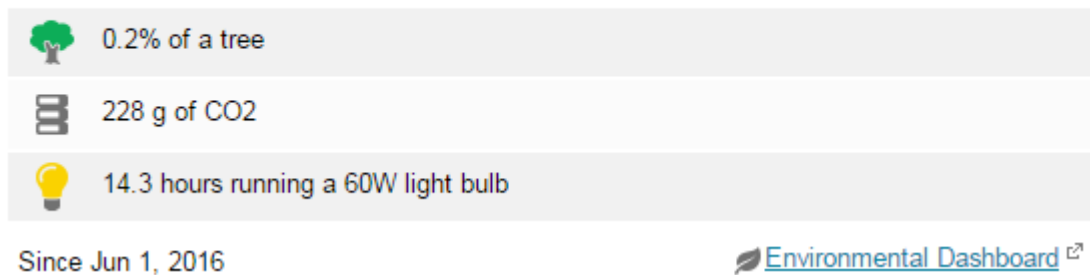 0.2% of a tree
228 g of CO2
14.3 hours running a 60W light bulb
Since Jun 1, 2016 Environmental Dashboard